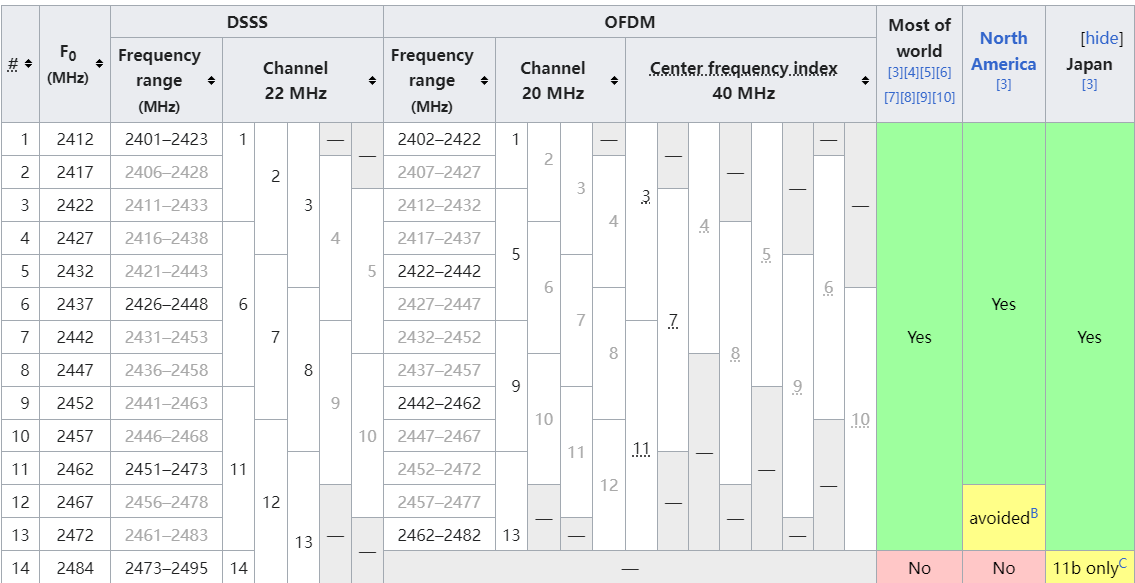 DSSS OFDM
# F0 (MHz) Frequency range (MHz) Channel 22 MHz Frequency range (MHz) Channel 20 MHz Center frequency index 40 MHz Most of world [3][4][5][6] [7][8][9][10] North America [3] [hide] Japan [3]
1 2412 2401–2423 1 — — 2402–2422 1 — — —
2 2417 2406–2428 2 2407–2427 2 3 — —
3 2422 2411–2433 3 2412–2432 4 3 —
4 2427 2416–2438 4 2417–2437 4
5 2432 2421–2443 5 2422–2442 5 5
6 2437 2426–2448 6 2427–2447 6 6 Yes
7 2442 2431–2453 7 2432–2452 7 7 Yes Yes
8 2447 2436–2458 8 2437–2457 8 8
9 2452 2441–2463 9 2442–2462 9 9
10 2457 2446–2468 10 2447–2467 10 10
11 2462 2451–2473 11 2452–2472 11 11 — —
12 2467 2456–2478 12 2457–2477 12 — — —
13 2472 2461–2483 13 — — 2462–2482 13 — — — avoidedB
14 2484 2473–2495 14 — No No 11b onlyC